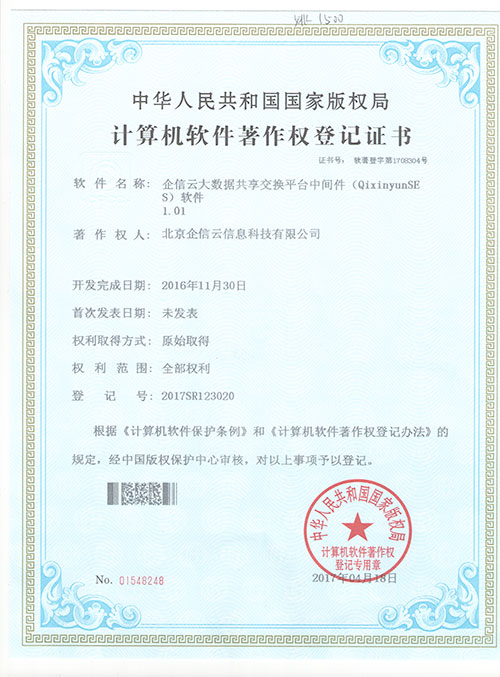 中华人民共和国国家版权局
计算机软件著作权登记证书
证书号： 软著登字第1708304号
软件名称： 企信云大数据共享交换平台中间件（QixinyunSE
S）软件
1.01
著作权人： 北京企信云信息科技有限公司
开发完成日期： 2016年11月30日
首次发表日期： 未发表
权利取得方式： 原始取得
权利范围： 全部权利
登记号： 2017SR123020
根据《计算机软件保护条例》和《计算机软件著作权登记办法》的
规定，经中国版权保护中心审核，对以上事项予以登记。
中华人民共和国国家版权局
计算机软件著作权
登记专用章
2017年04月18日
No. 01548248